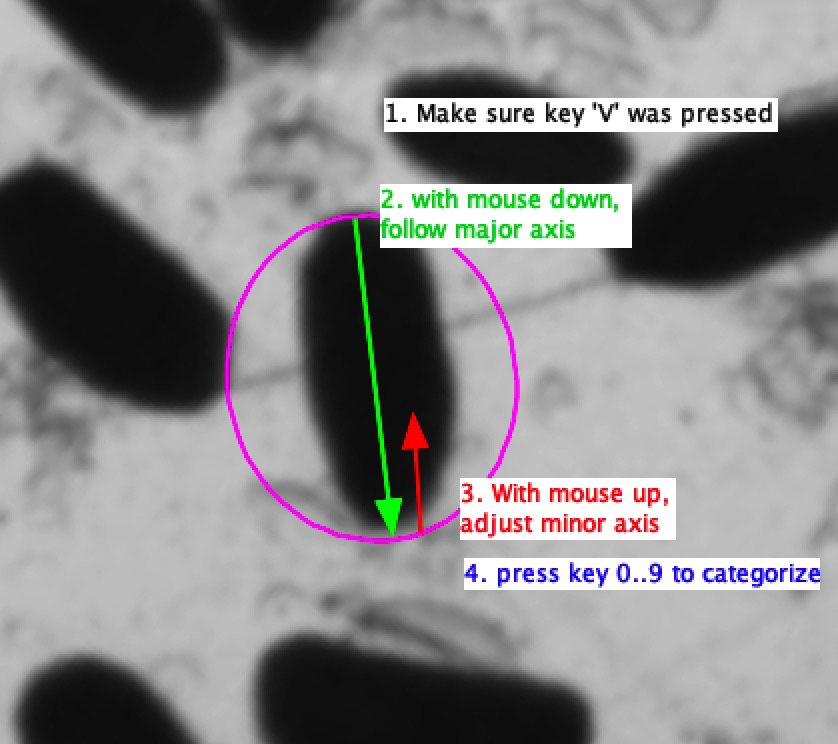 1. Make sure key 'V' was pressed
2. with mouse down,
follow major axis
3. With mouse up,
adjust minor axis
4. press key 0..9 to categorize